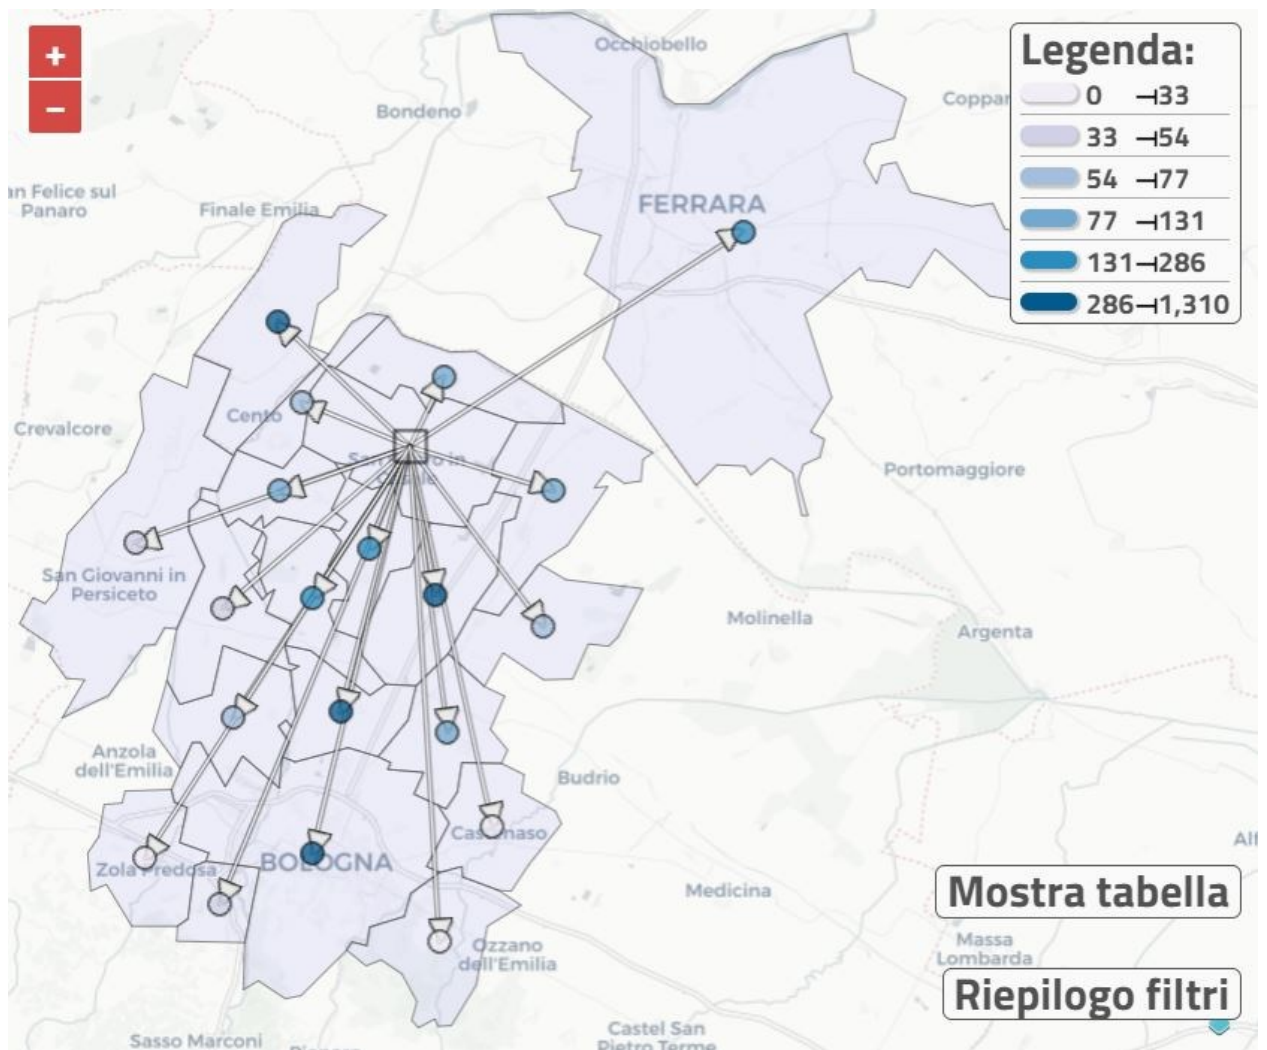 +
−
Occhiobello
Legenda:
0 ⊣33
33 ⊣54
54 ⊣77
77 ⊣131
131⊣286
286⊣1,310
Bondeno
Coppar
an Felice sul
Panaro
Finale Emilia
FERRARA
Cento
Crevalcore
Portomaggiore
San Giovanni in
Persiceto
Molinella
Argenta
Anzola
dell'Emilia
Budrio
Zola Predosa
BOLOGNA
Medicina
Mostra tabella
Massa
Lombarda
Ozzano
dell'Emilia
Riepilogo filtri
Castel San
Pietro Terme
Sasso Marconi